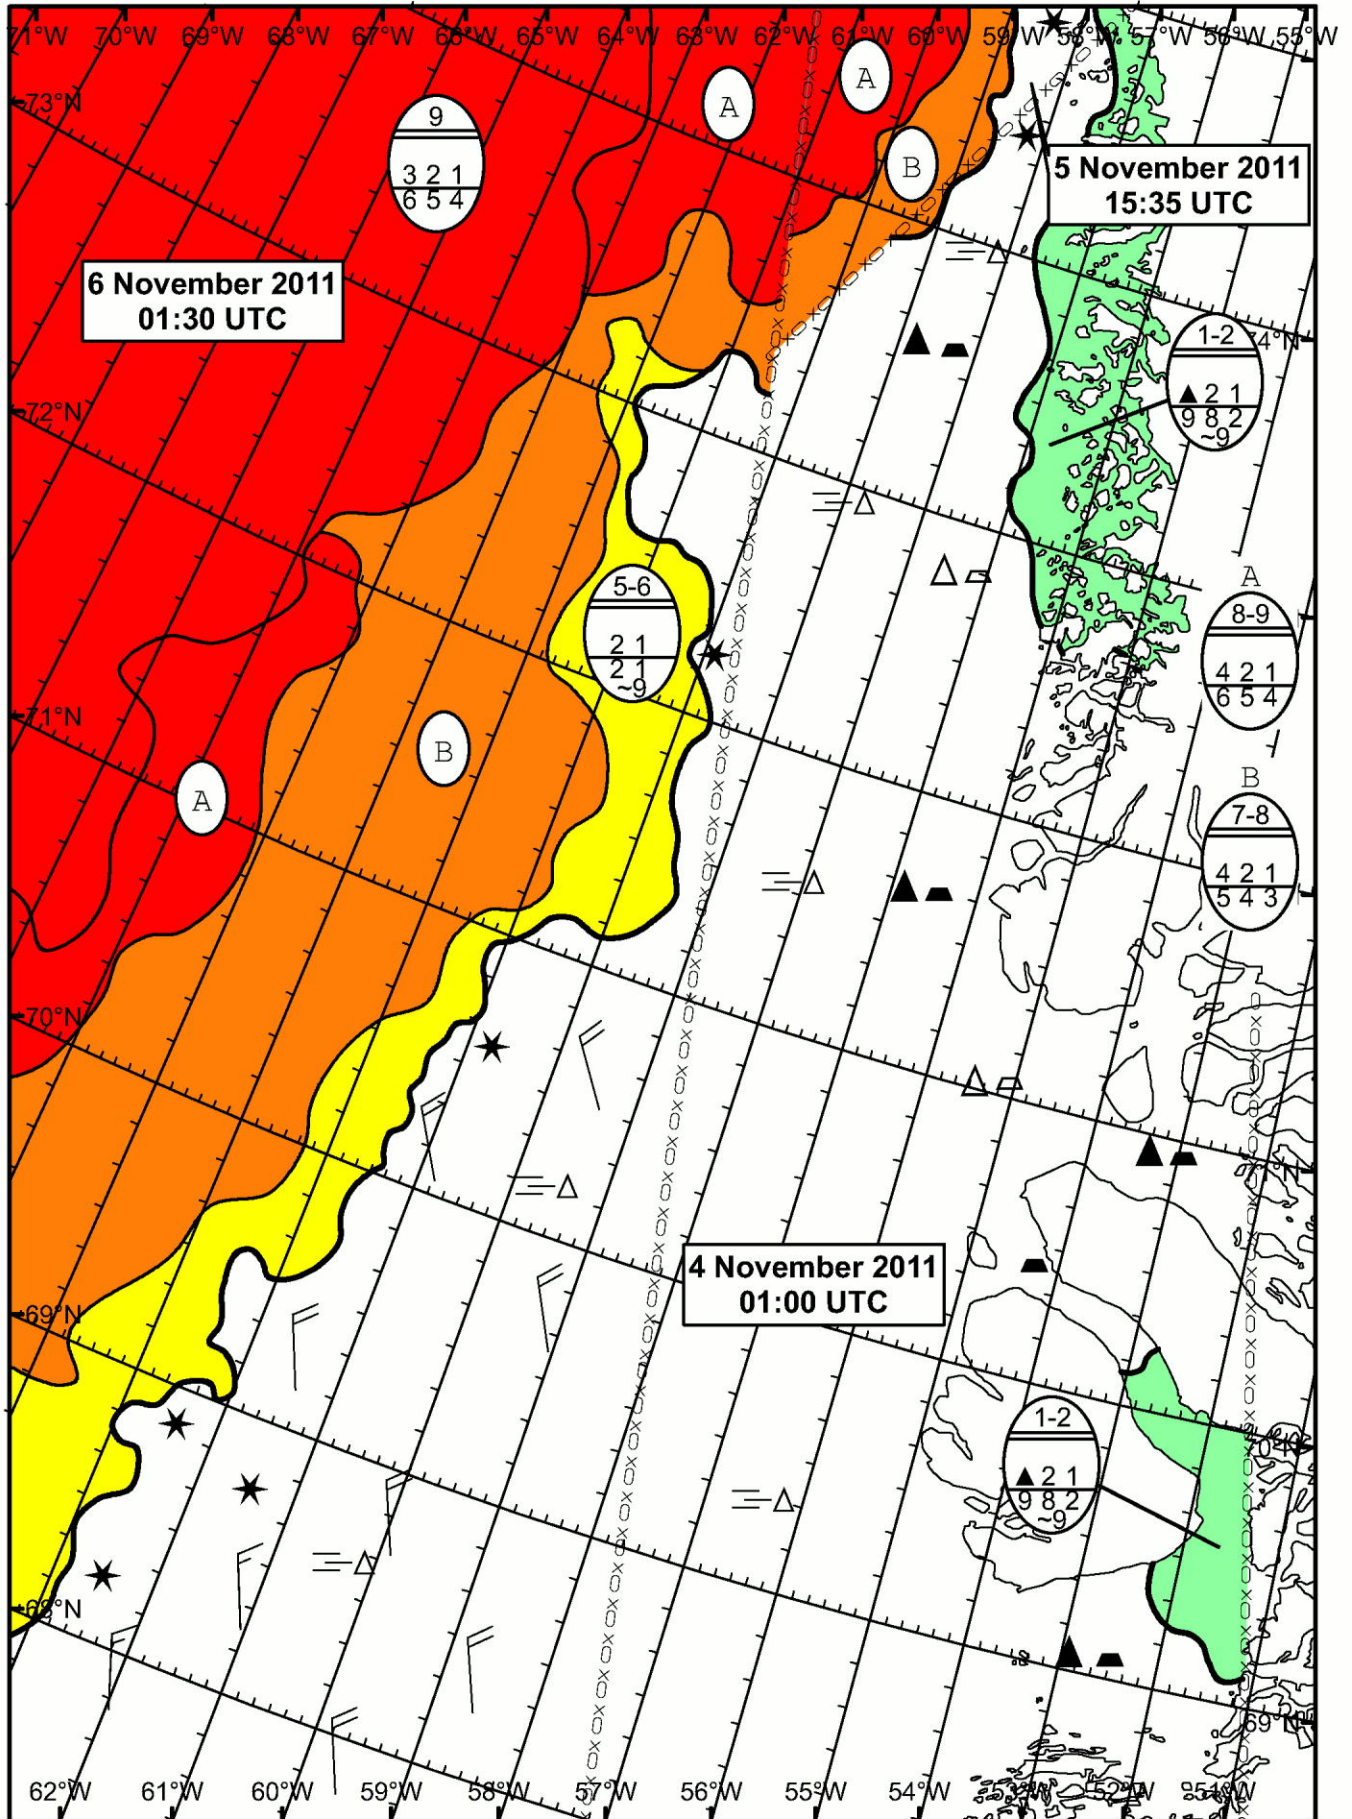 71°W 70°W 69°W 68°W 67°W 66°W 65°W 64°W 63°W 62°W 61°W 60°W 59°W 58°W 57°W 56°W 55°W
73°N
A
A
9
3 2 1
6 5 4
B
5 November 2011
15:35 UTC
6 November 2011
01:30 UTC
1-2
▲ 2 1
9 8 2
~9
74°N
72°N
5-6
2 1
2 1
~9
A
8-9
4 2 1
6 5 4
71°N
B
A
B
7-8
4 2 1
5 4 3
70°N
4 November 2011
01:00 UTC
69°N
1-2
▲ 2 1
9 8 2
~9
68°N
69°N
62°W 61°W 60°W 59°W 58°W 57°W 56°W 55°W 54°W 53°W 52°W 51°W